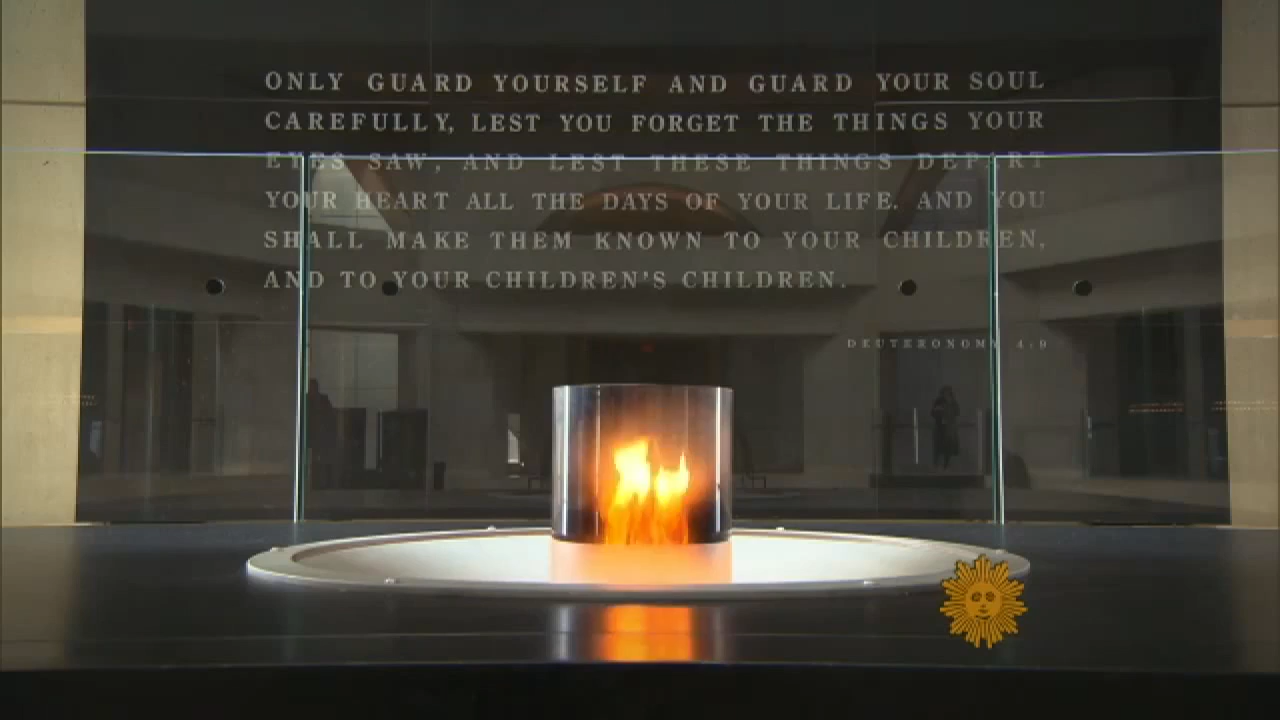 ONLY GUARD YOURSELF AND GUARD YOUR SOUL
CAREFULLY, LEST YOU FORGET THE THINGS YOUR
EYES SAW, AND LEST THESE THINGS DEPART
YOUR HEART ALL THE DAYS OF YOUR LIFE. AND YOU
SHALL MAKE THEM KNOWN TO YOUR CHILDREN,
AND TO YOUR CHILDREN'S CHILDREN.
DEUTERONOMY 4:9